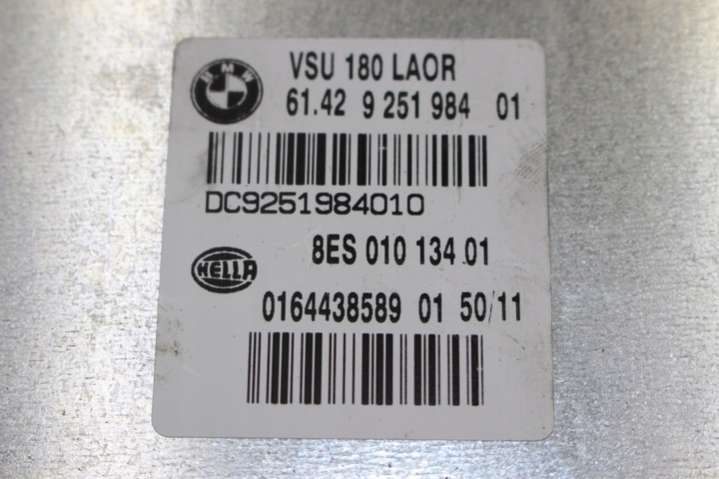 BMW
VSU 180 LAOR
61.42 9 251 984 01
DC9251984010
HELLA
8ES 010 134 01
0164438589 01 50/11